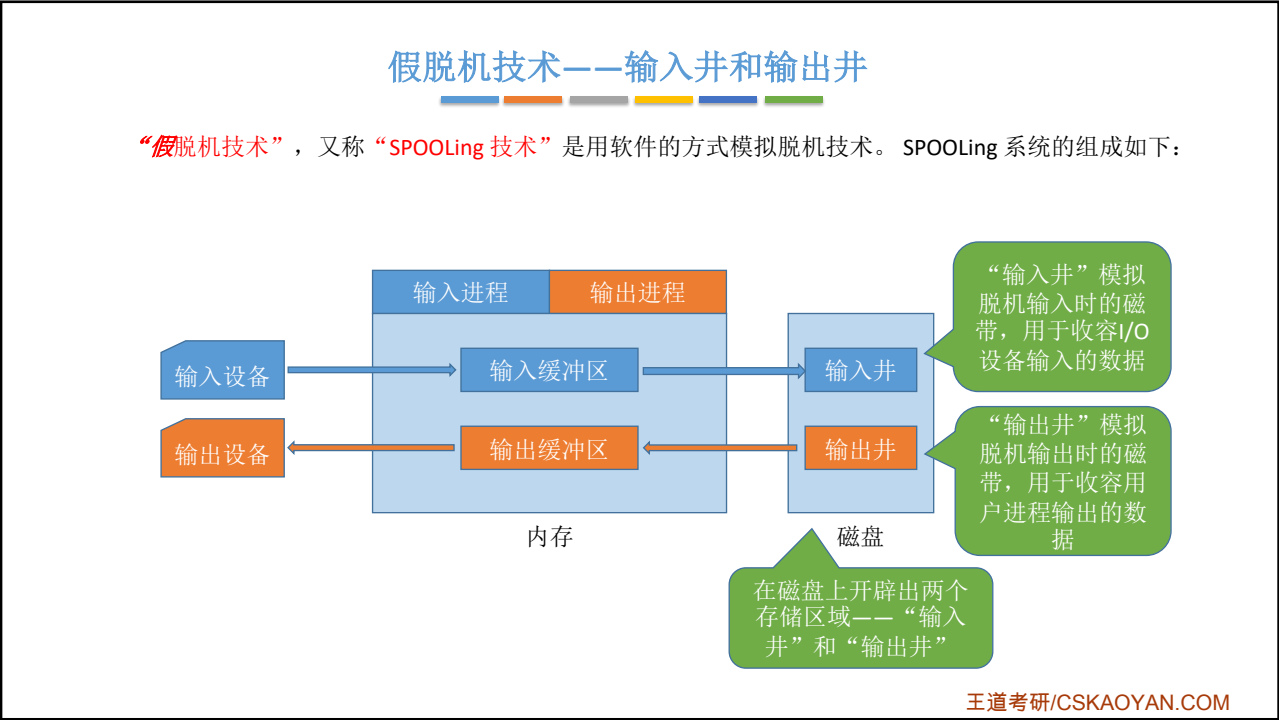 假脱机技术——输入井和输出井
“假脱机技术”，又称“SPOOLing 技术”是用软件的方式模拟脱机技术。SPOOLing 系统的组成如下：
输入进程
输出进程
输入设备
输入缓冲区
输入井
输出设备
输出缓冲区
输出井
内存
磁盘
“输入井”模拟
脱机输入时的磁
带，用于收容I/O
设备输入的数据
“输出井”模拟
脱机输出时的磁
带，用于收容用
户进程输出的数
据
在磁盘上开辟出两个
存储区域——“输入
井”和“输出井”
王道考研/CSKAOYAN.COM